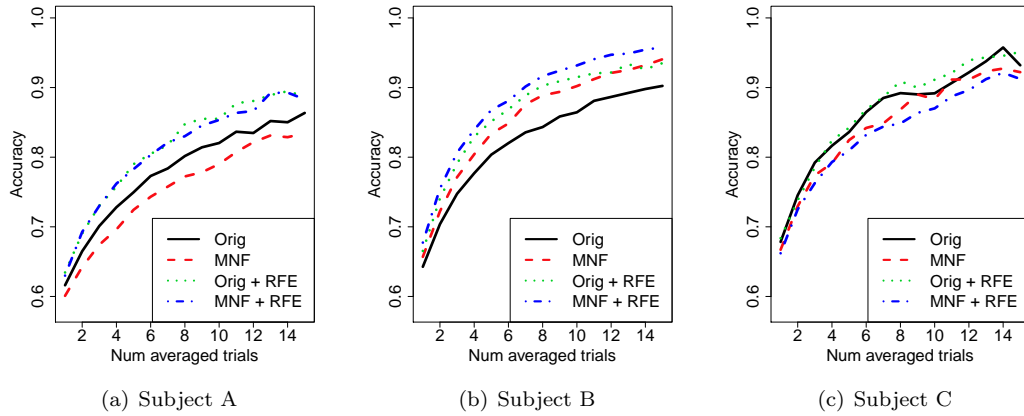 1.0
0.9
0.8
0.7
0.6
Accuracy
Orig
MNF
Orig + RFE
MNF + RFE
2 4 6 8 10 12 14
Num averaged trials
(a) Subject A
1.0
0.9
0.8
0.7
0.6
Accuracy
Orig
MNF
Orig + RFE
MNF + RFE
2 4 6 8 10 12 14
Num averaged trials
(b) Subject B
1.0
0.9
0.8
0.7
0.6
Accuracy
Orig
MNF
Orig + RFE
MNF + RFE
2 4 6 8 10 12 14
Num averaged trials
(c) Subject C